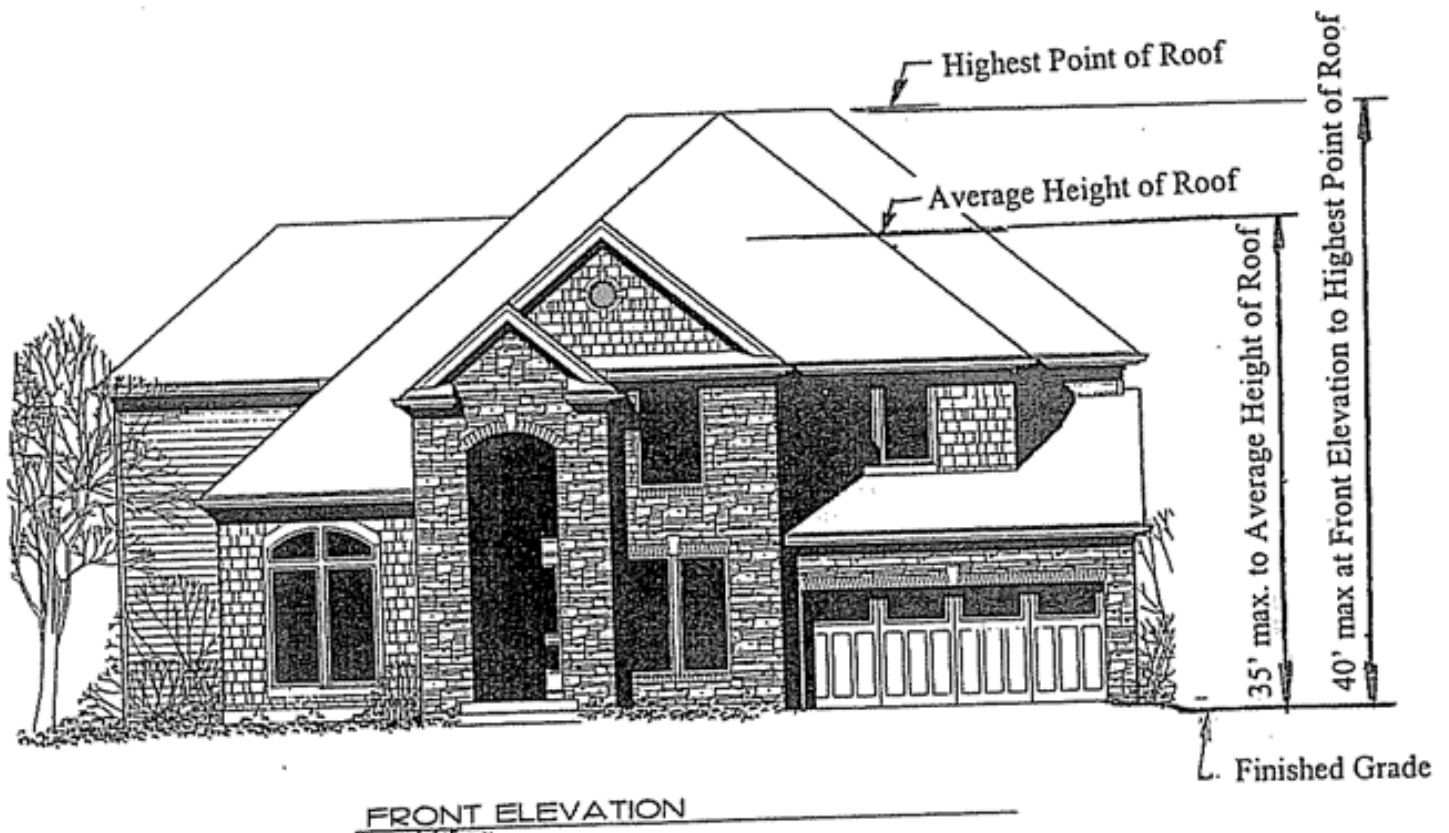 Highest Point of Roof
Average Height of Roof
35' max. to Average Height of Roof
40' max at Front Elevation to Highest Point of Roof
Finished Grade
FRONT ELEVATION